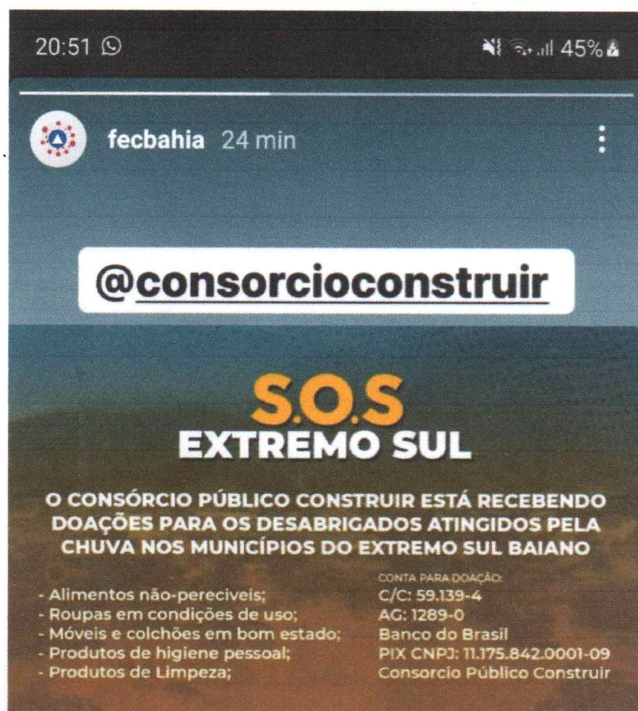 20:51 45%
fecbahia 24 min
@consorcioconstruir
S.O.S
EXTREMO SUL
O CONSÓRCIO PÚBLICO CONSTRUIR ESTÁ RECEBENDO
DOAÇÕES PARA OS DESABRIGADOS ATINGIDOS PELA
CHUVA NOS MUNICÍPIOS DO EXTREMO SUL BAIANO
- Alimentos não-pereciveis;
- Roupas em condições de uso;
- Móveis e colchões em bom estado;
- Produtos de higiene pessoal;
- Produtos de Limpeza;
CONTA PARA DOAÇÃO:
C/C: 59.139-4
AG: 1289-0
Banco do Brasil
PIX CNPJ: 11.175.842.0001-09
Consorcio Público Construir